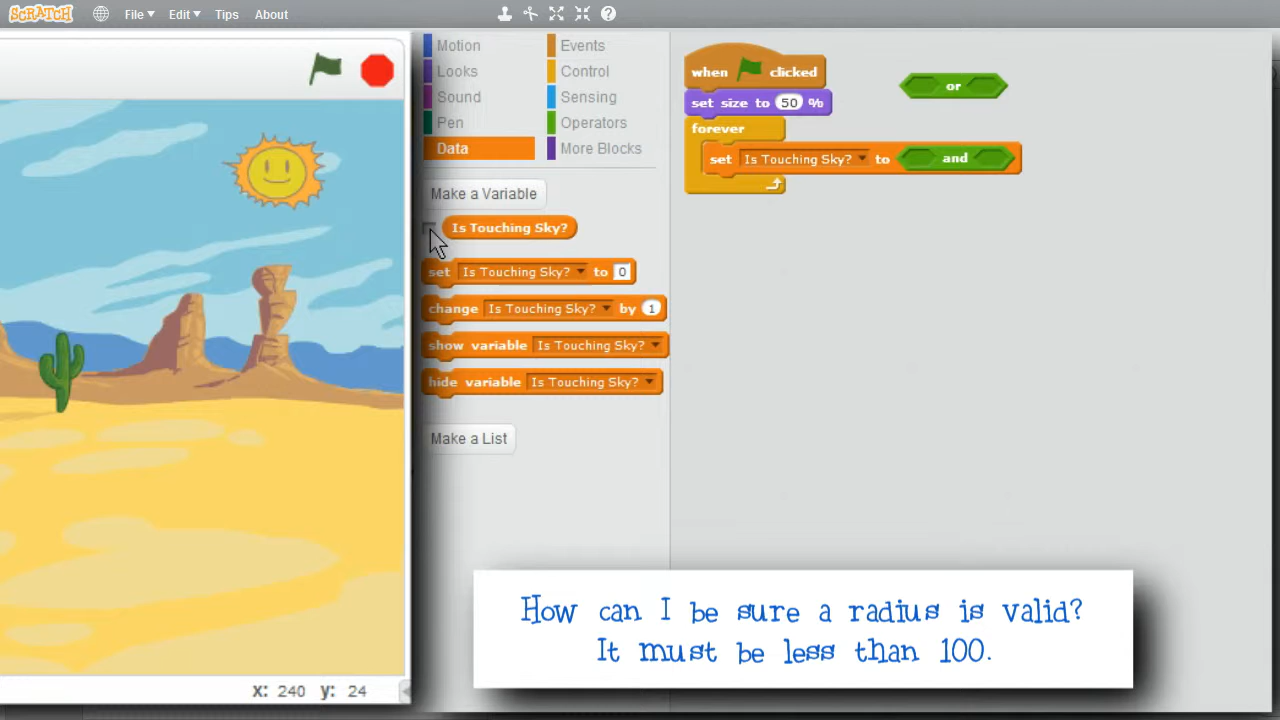 SCRATCH File Edit Tips About
Motion Events
Looks Control
Sound Sensing
Pen Operators
Data More Blocks
Make a Variable
Is Touching Sky?
set Is Touching Sky? to 0
change Is Touching Sky? by 1
show variable Is Touching Sky?
hide variable Is Touching Sky?
Make a List
when clicked
set size to 50 %
forever
set Is Touching Sky? to and
or
x: 240 y: 24
How can I be sure a radius is valid?
It must be less than 100.